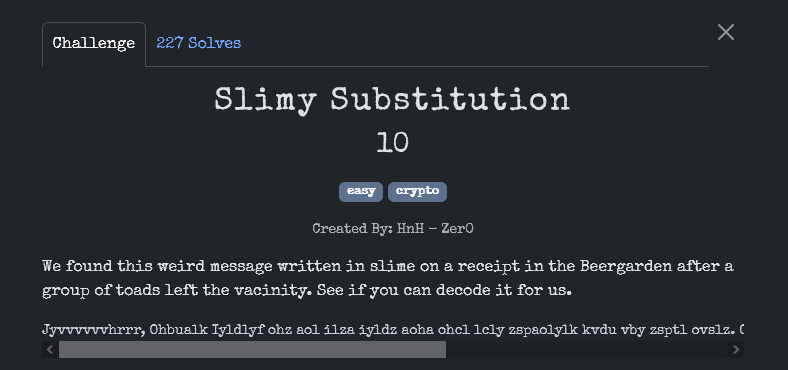 Challenge
227 Solves
Slimy Substitution
10
easy crypto
Created By: HnH - Zer0
We found this weird message written in slime on a receipt in the Beergarden after a
group of toads left the vacinity. See if you can decode it for us.
Jyvvvvvvhrrr, Ohbualk Iyldlyf ohz aol ilza iyldz aoha ohcl lcly zspaolylk kvdu vby zsptl ovslz.